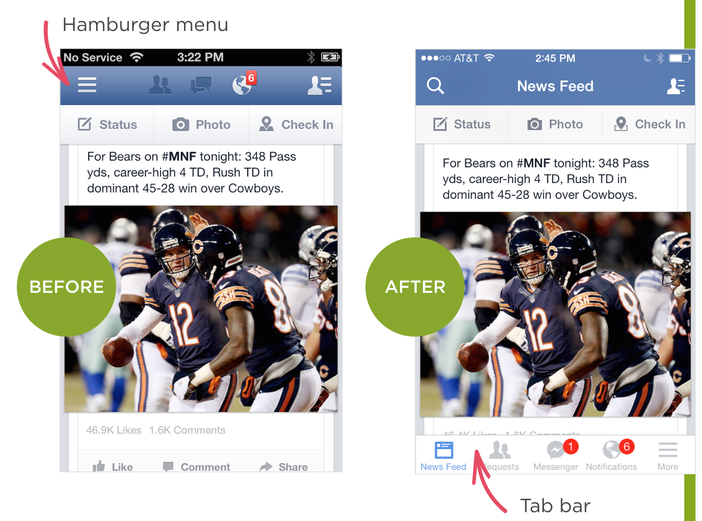 Hamburger menu
No Service 3:22 PM
6
Status Photo Check In
For Bears on #MNF tonight: 348 Pass
yds, career-high 4 TD, Rush TD in
dominant 45-28 win over Cowboys.
C
12
BEFORE
46.9K Likes 1.6K Comments
Like Comment Share
AT&T 2:45 PM
News Feed
Status Photo Check In
For Bears on #MNF tonight: 348 Pass
yds, career-high 4 TD, Rush TD in
dominant 45-28 win over Cowboys.
C
12
AFTER
1 6
News Feed Requests Messenger Notifications More
Tab bar